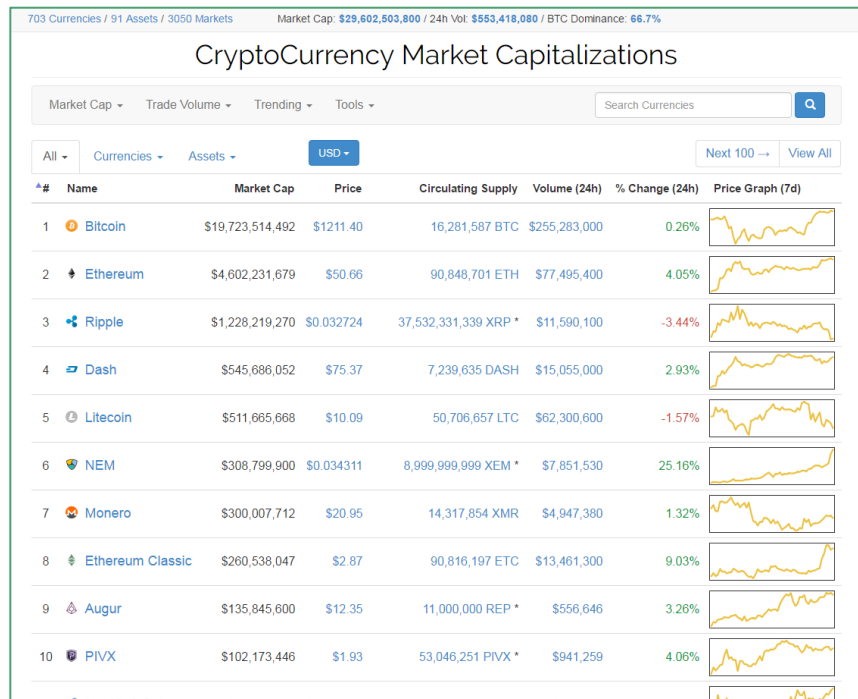 703 Currencies / 91 Assets / 3050 Markets Market Cap: $29,602,503,800 / 24h Vol: $553,418,080 / BTC Dominance: 66.7%
CryptoCurrency Market Capitalizations
Market Cap Trade Volume Trending Tools Search Currencies
All Currencies Assets USD Next 100 → View All
# Name Market Cap Price Circulating Supply Volume (24h) % Change (24h) Price Graph (7d)
1 Bitcoin $19,723,514,492 $1211.40 16,281,587 BTC $255,283,000 0.26%
2 Ethereum $4,602,231,679 $50.66 90,848,701 ETH $77,495,400 4.05%
3 Ripple $1,228,219,270 $0.032724 37,532,331,339 XRP * $11,590,100 -3.44%
4 Dash $545,686,052 $75.37 7,239,635 DASH $15,055,000 2.93%
5 Litecoin $511,665,668 $10.09 50,706,657 LTC $62,300,600 -1.57%
6 NEM $308,799,900 $0.034311 8,999,999,999 XEM * $7,851,530 25.16%
7 Monero $300,007,712 $20.95 14,317,854 XMR $4,947,380 1.32%
8 Ethereum Classic $260,538,047 $2.87 90,816,197 ETC $13,461,300 9.03%
9 Augur $135,845,600 $12.35 11,000,000 REP * $556,646 3.26%
10 PIVX $102,173,446 $1.93 53,046,251 PIVX * $941,259 4.06%